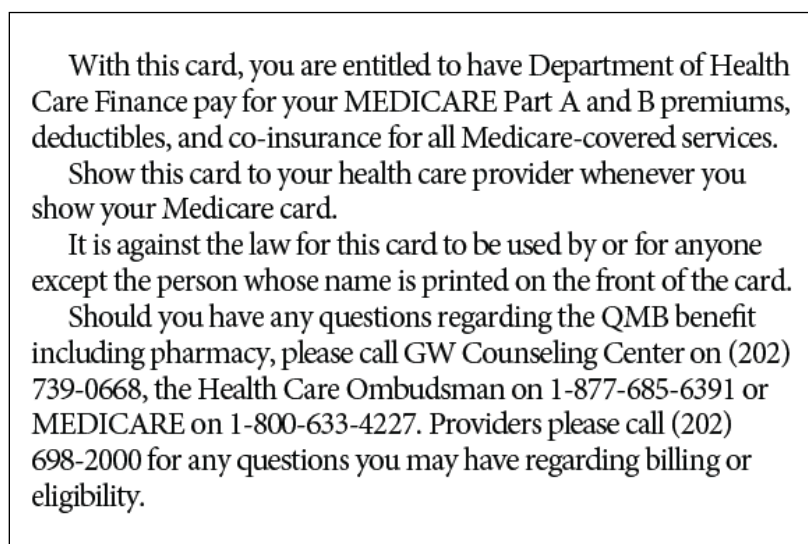 With this card, you are entitled to have Department of Health
Care Finance pay for your MEDICARE Part A and B premiums,
deductibles, and co-insurance for all Medicare-covered services.
Show this card to your health care provider whenever you
show your Medicare card.
It is against the law for this card to be used by or for anyone
except the person whose name is printed on the front of the card.
Should you have any questions regarding the QMB benefit
including pharmacy, please call GW Counseling Center on (202)
739-0668, the Health Care Ombudsman on 1-877-685-6391 or
MEDICARE on 1-800-633-4227. Providers please call (202)
698-2000 for any questions you may have regarding billing or
eligibility.